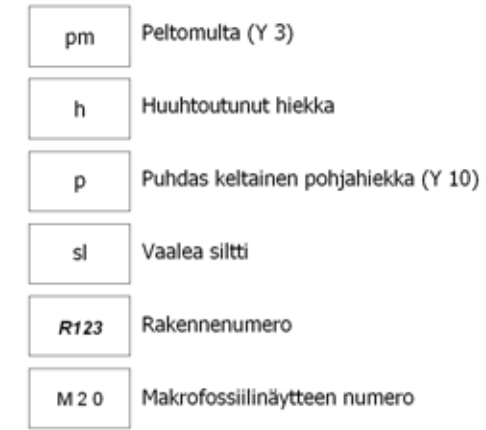 pm Peltomulta (Y 3)
h Huuhtoutunut hiekka
p Puhdas keltainen pohjahiekka (Y 10)
sl Vaalea siltti
R123 Rakennenumero
M 2 0 Makrofossiilinäytteen numero